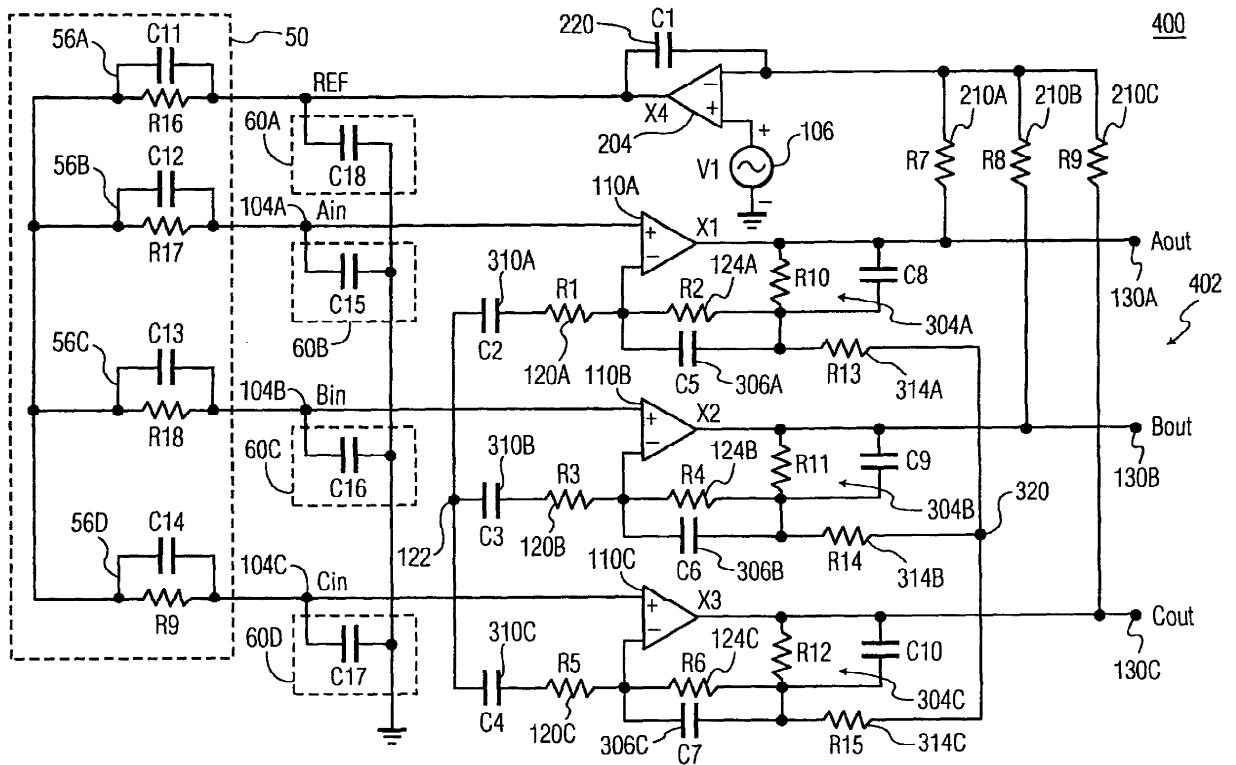 400
50
56A
C11
R16
REF
220
C1
X4
204
−
+
+
106
V1
−
210A
210B
210C
R7
R8
R9
60A
C18
56B
C12
R17
104A
Ain
110A
+
−
X1
C15
60B
310A
C2
R1
120A
R2
124A
C5
306A
R10
C8
304A
R13
314A
Aout
130A
402
56C
C13
R18
104B
Bin
110B
+
−
X2
60C
C16
310B
C3
R3
120B
R4
124B
C6
306B
R11
C9
304B
R14
314B
320
Bout
130B
122
56D
C14
R9
104C
Cin
110C
+
−
X3
60D
C17
310C
C4
R5
120C
R6
124C
306C
C7
R12
C10
304C
R15
314C
Cout
130C